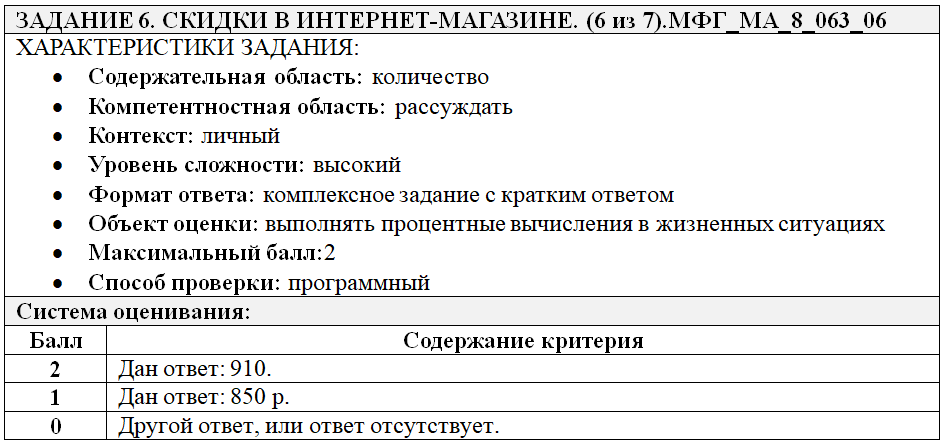 ЗАДАНИЕ 6. СКИДКИ В ИНТЕРНЕТ-МАГАЗИНЕ. (6 из 7).МФГ_МА_8_063_06
ХАРАКТЕРИСТИКИ ЗАДАНИЯ:
• Содержательная область: количество
• Компетентностная область: рассуждать
• Контекст: личный
• Уровень сложности: высокий
• Формат ответа: комплексное задание с кратким ответом
• Объект оценки: выполнять процентные вычисления в жизненных ситуациях
• Максимальный балл:2
• Способ проверки: программный
Система оценивания:
Балл Содержание критерия
2 Дан ответ: 910.
1 Дан ответ: 850 р.
0 Другой ответ, или ответ отсутствует.